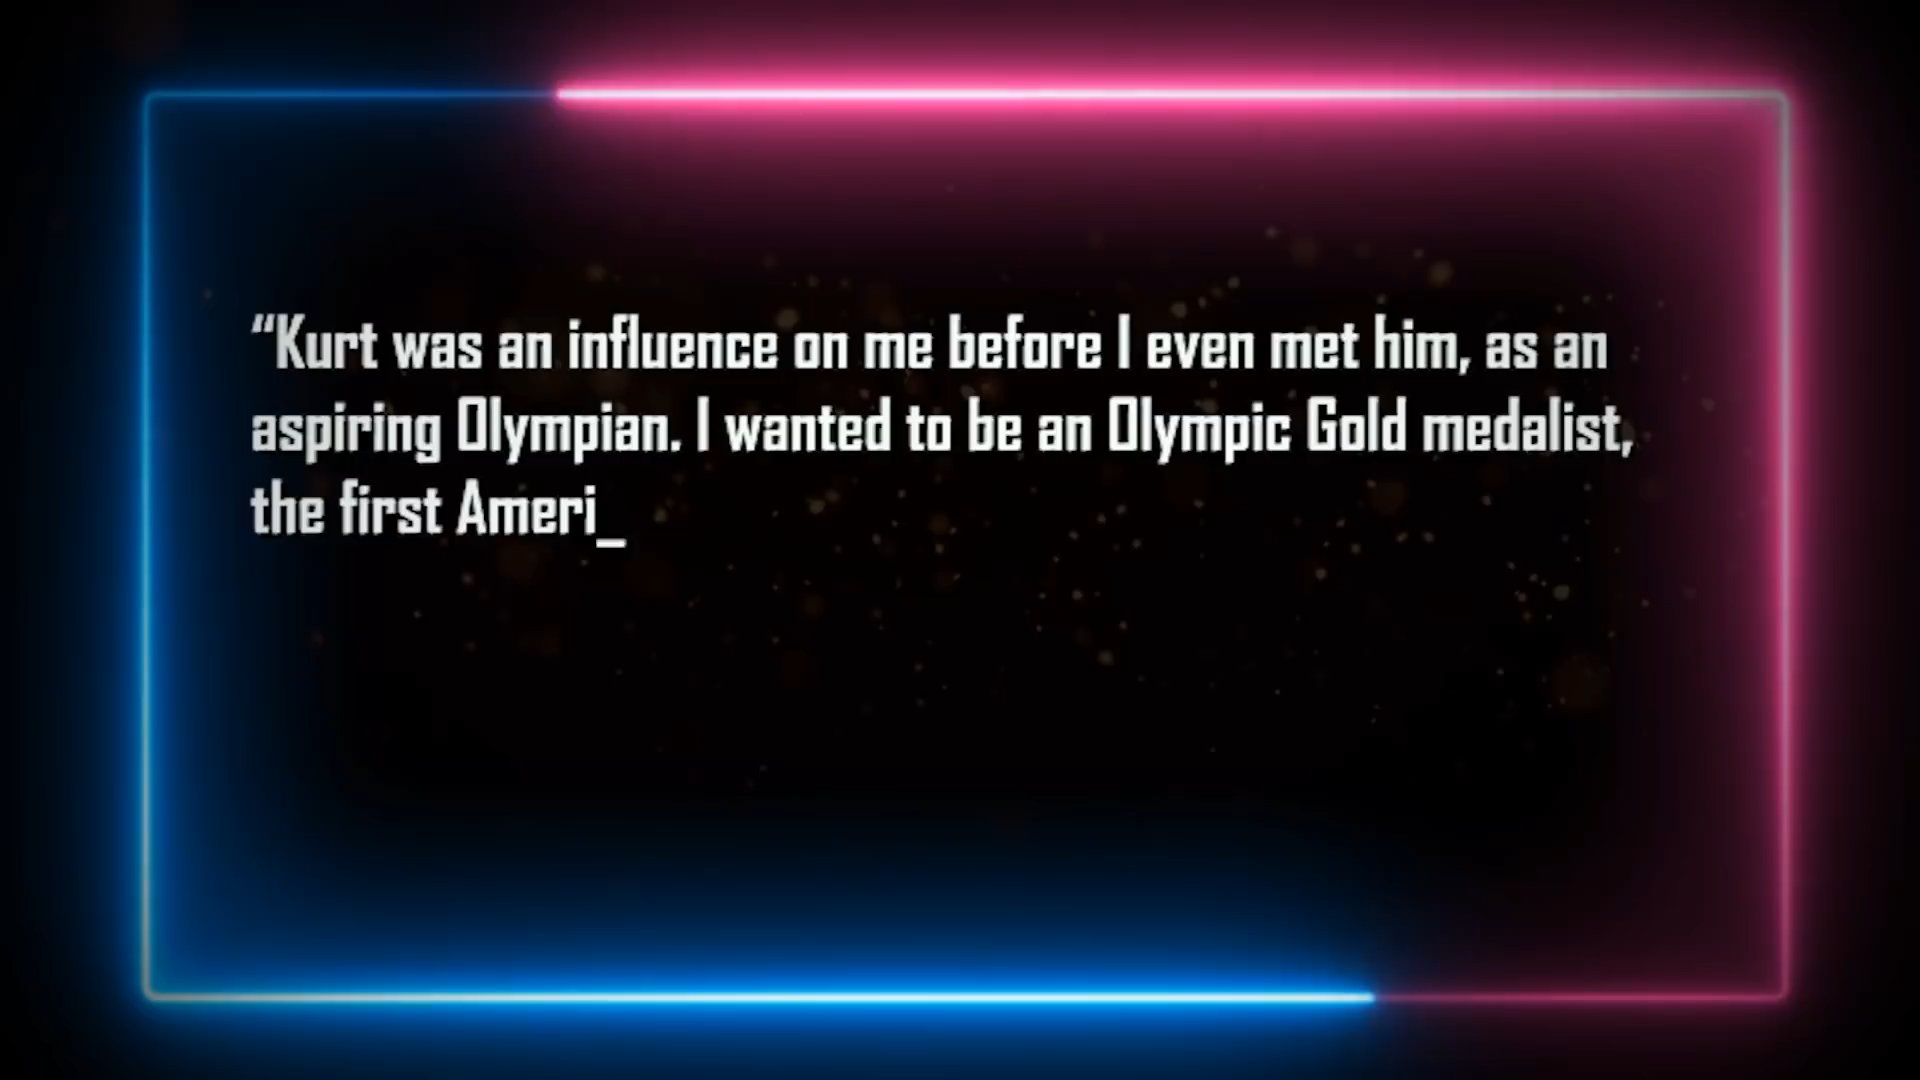 “Kurt was an influence on me before I even met him, as an
aspiring Olympian. I wanted to be an Olympic Gold medalist,
the first Ameri_